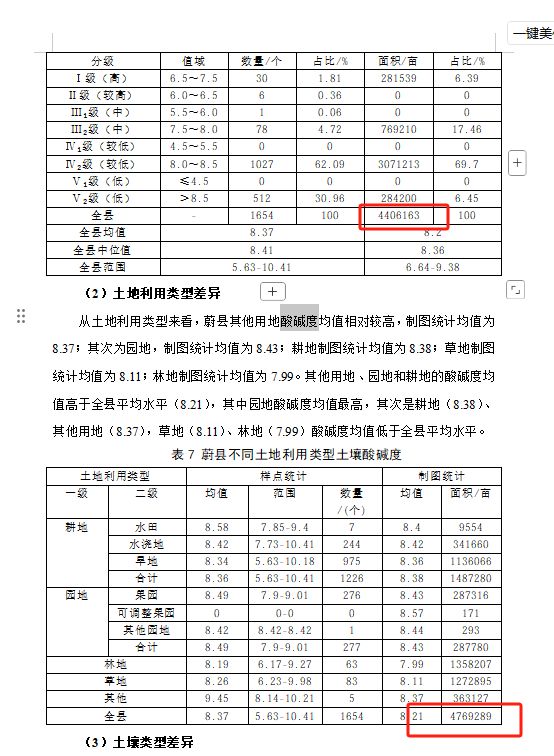 一键美化
分级 值域 数量/个 占比/% 面积/亩 占比/%
Ⅰ级（高） 6.5～7.5 30 1.81 281539 6.39
Ⅱ级（较高） 6.0～6.5 6 0.36 0 0
Ⅲ1级（中） 5.5～6.0 1 0.06 0 0
Ⅲ2级（中） 7.5～8.0 78 4.72 769210 17.46
Ⅳ1级（较低） 4.5～5.5 0 0 0 0
Ⅳ2级（较低） 8.0～8.5 1027 62.09 3071213 69.7
Ⅴ1级（低） ≤4.5 0 0 0 0
Ⅴ2级（低） ＞8.5 512 30.96 284200 6.45
全县 - 1654 100 4406163 100
全县均值 8.37 8.2
全县中位值 8.41 8.36
全县范围 5.63-10.41 6.64-9.38
（2）土地利用类型差异
从土地利用类型来看，蔚县其他用地酸碱度均值相对较高，制图统计均值为
8.37；其次为园地，制图统计均值为 8.43；耕地制图统计均值为 8.38；草地制图
统计均值为 8.11；林地制图统计均值为 7.99。其他用地、园地和耕地的酸碱度均
值高于全县平均水平（8.21），其中园地酸碱度均值最高，其次是耕地（8.38）、
其他用地（8.37），草地（8.11）、林地（7.99）酸碱度均值低于全县平均水平。
表 7 蔚县不同土地利用类型土壤酸碱度
土地利用类型 样点统计 制图统计
一级 二级 均值 范围 数量 均值 面积/亩
/(个)
耕地 水田 8.58 7.85-9.4 7 8.4 9554
水浇地 8.42 7.73-10.41 244 8.42 341660
旱地 8.34 5.63-10.18 975 8.36 1136066
合计 8.36 5.63-10.41 1226 8.38 1487280
园地 果园 8.49 7.9-9.01 276 8.43 287316
可调整果园 0 0-0 0 8.57 171
其他园地 8.42 8.42-8.42 1 8.44 293
合计 8.49 7.9-9.01 277 8.43 287780
林地 8.19 6.17-9.27 63 7.99 1358207
草地 8.26 6.23-9.98 83 8.11 1272895
其他 9.45 8.14-10.21 5 8.37 363127
全县 8.37 5.63-10.41 1654 8.21 4769289
（3）土壤类型差异